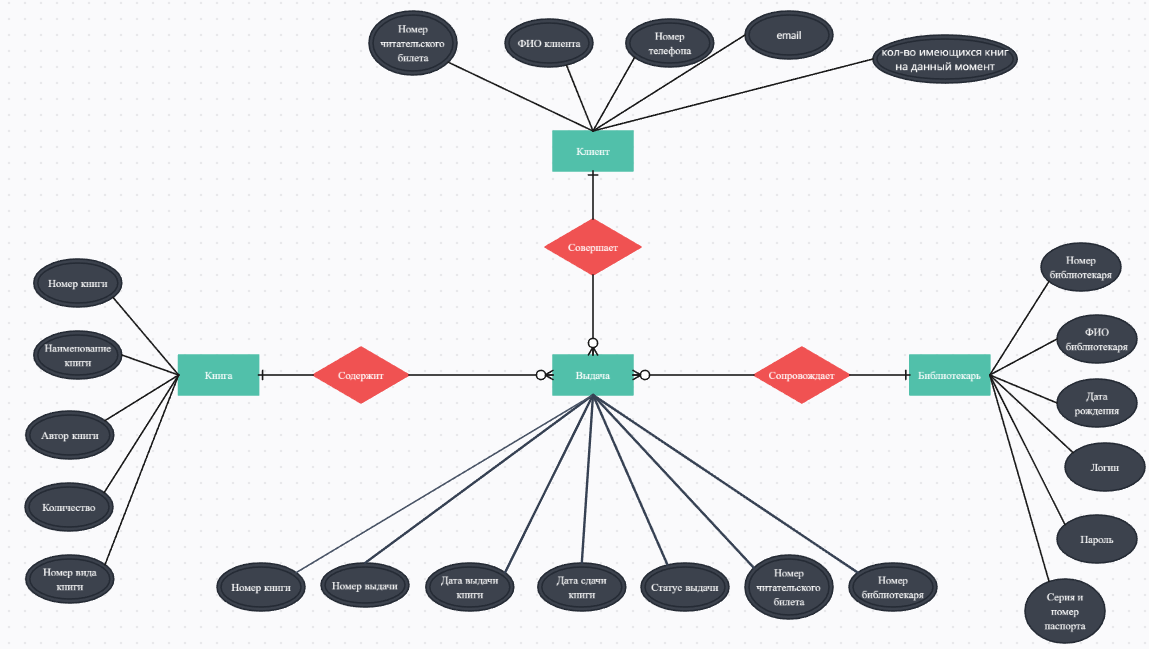 Номер
читательского
билета
ФИО клиента
Номер
телефона
email
кол-во имеющихся книг
на данный момент
Клиент
Совершает
Номер книги
Наименование
книги
Автор книги
Количество
Номер вида
книги
Книга
Содержит
Выдача
Сопровождает
Библиотекарь
Номер
библиотекаря
ФИО
библиотекаря
Дата
рождения
Логин
Пароль
Серия и
номер
паспорта
Номер книги
Номер выдачи
Дата выдачи
книги
Дата сдачи
книги
Статус выдачи
Номер
читательского
билета
Номер
библиотекаря